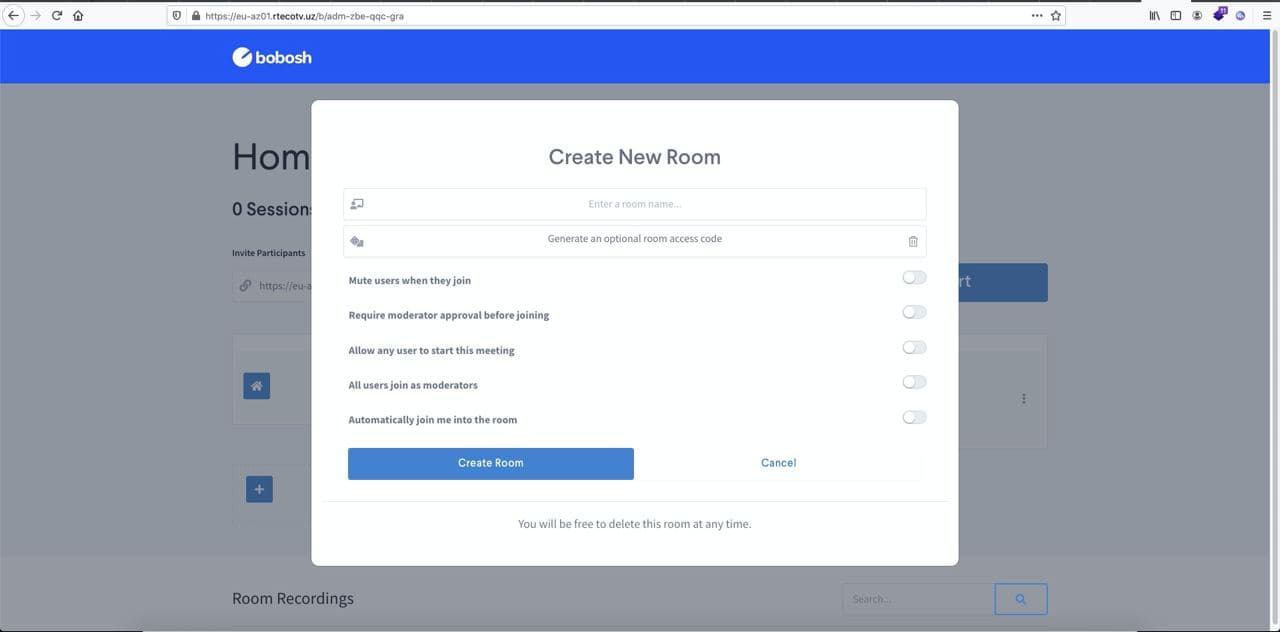 https://eu-az01.rtecotv.uz/b/adm-zbe-qqc-gra
31
bobosh
Hom
0 Sessions
Invite Participants
https://eu-a
rt
Create New Room
Enter a room name...
Generate an optional room access code
Mute users when they join
Require moderator approval before joining
Allow any user to start this meeting
All users join as moderators
Automatically join me into the room
Create Room
Cancel
You will be free to delete this room at any time.
Room Recordings
Search...